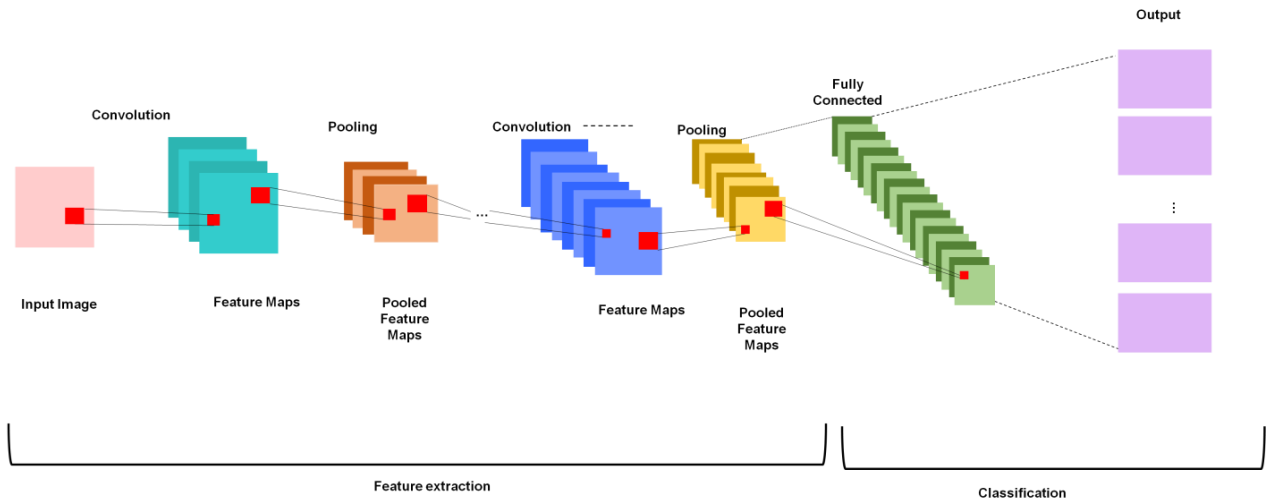 Output
Fully
Connected
Convolution
Pooling
Convolution
Pooling
...
...
Input Image
Feature Maps
Pooled
Feature
Maps
Feature Maps
Pooled
Feature
Maps
Feature extraction
Classification